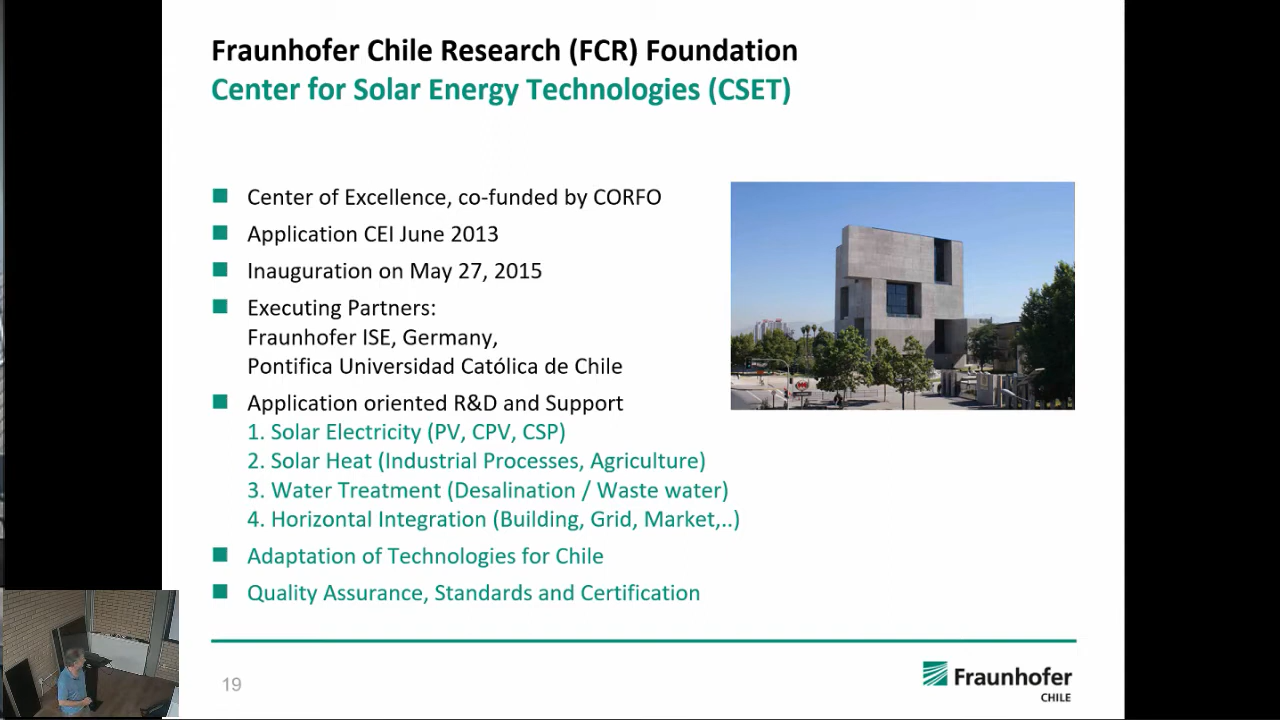 Fraunhofer Chile Research (FCR) Foundation
Center for Solar Energy Technologies (CSET)
Center of Excellence, co-funded by CORFO
Application CEI June 2013
Inauguration on May 27, 2015
Executing Partners:
Fraunhofer ISE, Germany,
Pontifica Universidad Católica de Chile
Application oriented R&D and Support
1. Solar Electricity (PV, CPV, CSP)
2. Solar Heat (Industrial Processes, Agriculture)
3. Water Treatment (Desalination / Waste water)
4. Horizontal Integration (Building, Grid, Market,..)
Adaptation of Technologies for Chile
Quality Assurance, Standards and Certification
19
Fraunhofer
CHILE